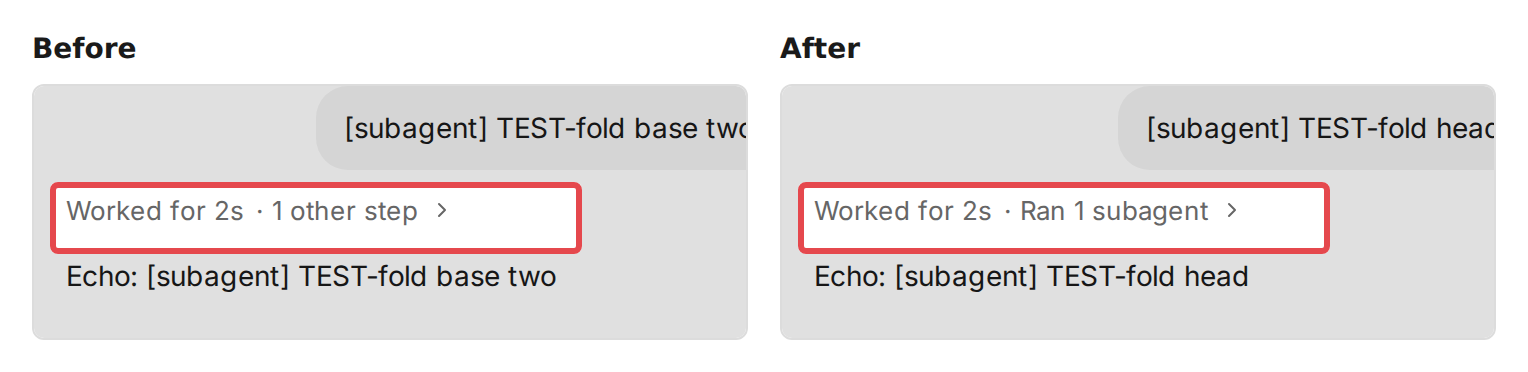 Before
[subagent] TEST-fold base two
Worked for 2s · 1 other step
Echo: [subagent] TEST-fold base two
After
[subagent] TEST-fold head
Worked for 2s · Ran 1 subagent
Echo: [subagent] TEST-fold head